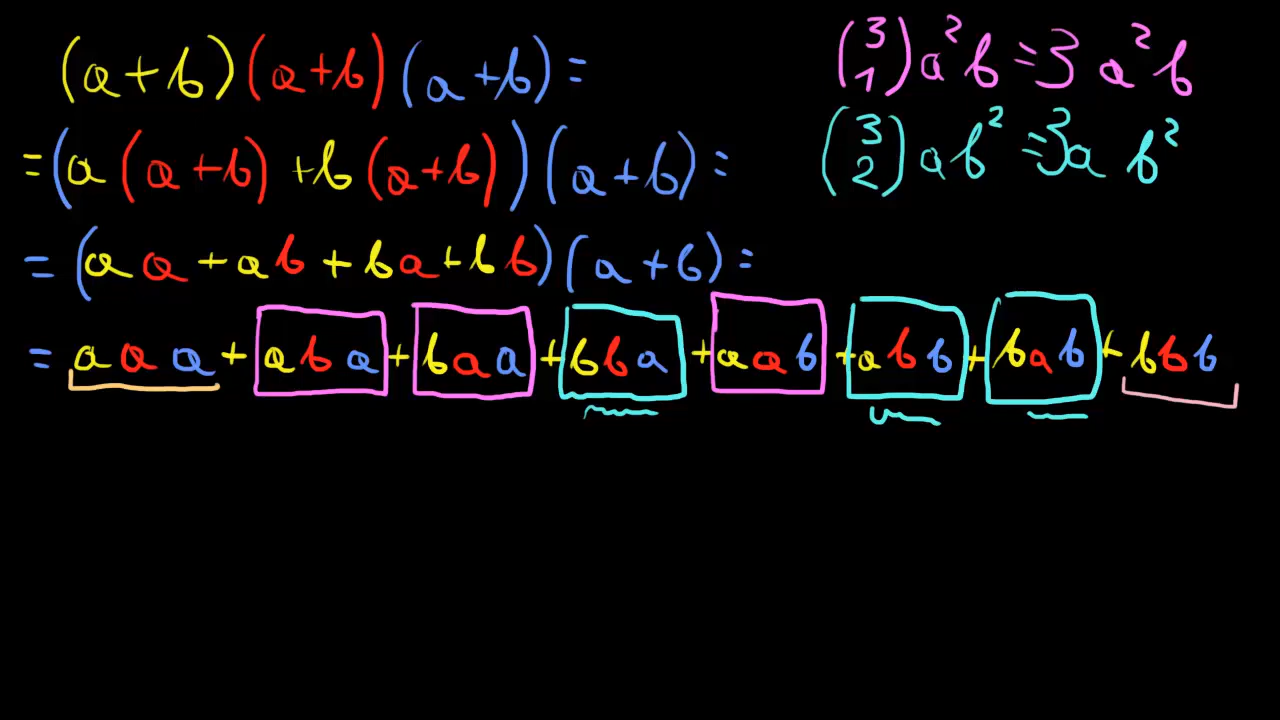 (a+b)(a+b)(a+b)=
=(a(a+b)+b(a+b))(a+b)=
=(aa+ab+ba+bb)(a+b)=
=aaa+aba+baa+bba+aab+abb+bab+bbb
(3 1)a²b=3a²b
(3 2)ab²=3ab²